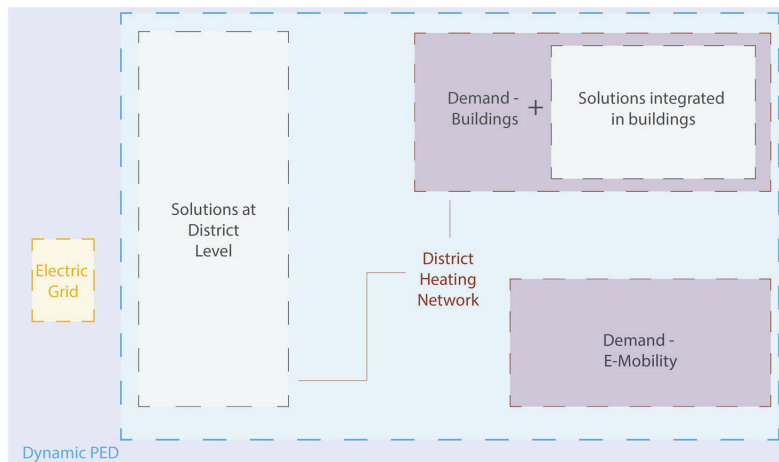 Demand -
Buildings
+
Solutions integrated
in buildings
Solutions at
District
Level
Electric
Grid
District
Heating
Network
Demand -
E-Mobility
Dynamic PED